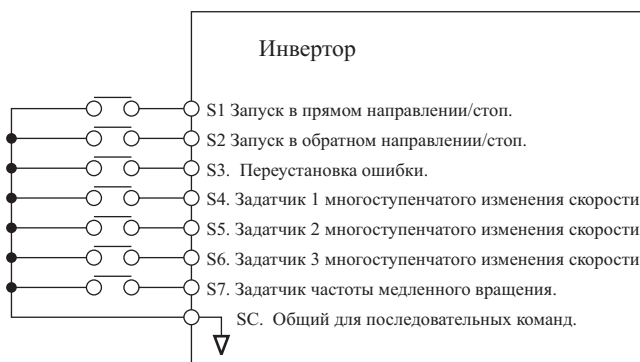 Инвертор
S1 Запуск в прямом направлении/стоп.
S2 Запуск в обратном направлении/стоп.
S3. Переустановка ошибки.
S4. Задатчик 1 многоступенчатого изменения скорости
S5. Задатчик 2 многоступенчатого изменения скорости
S6. Задатчик 3 многоступенчатого изменения скорости
S7. Задатчик частоты медленного вращения.
SC. Общий для последовательных команд.